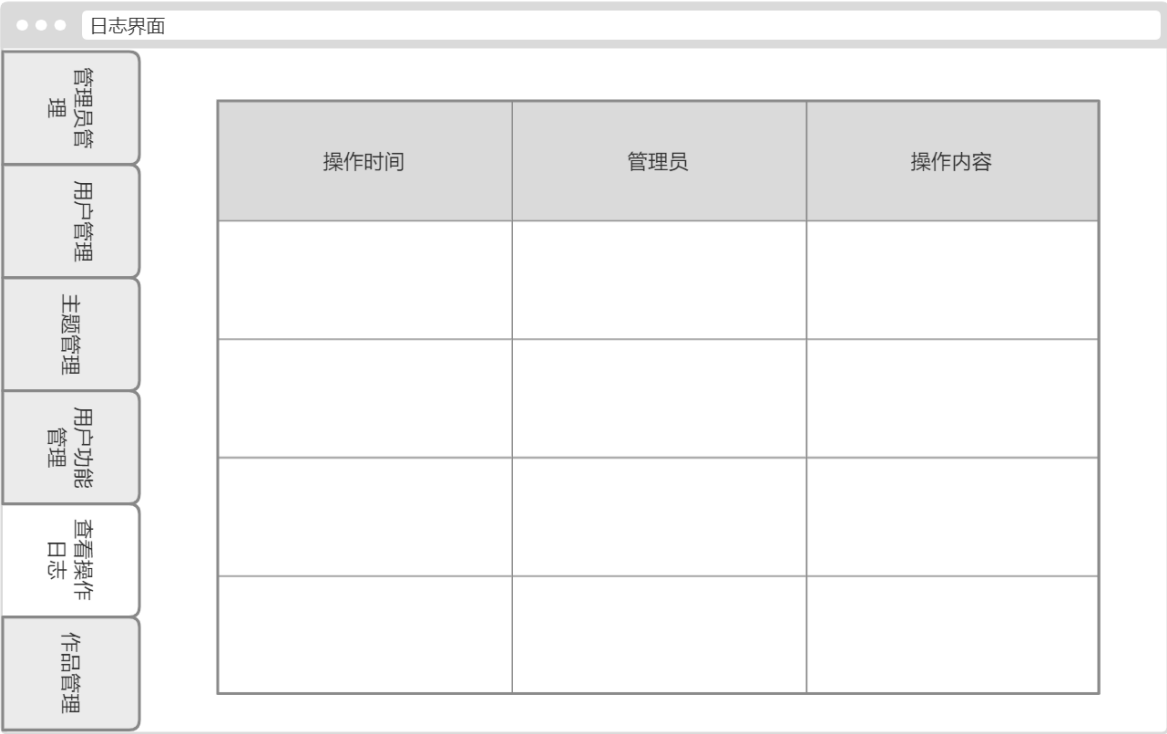 日志界面
管理员管
理
用户管理
主题管理
用户功能
管理
查看操作
日志
作品管理
操作时间
管理员
操作内容